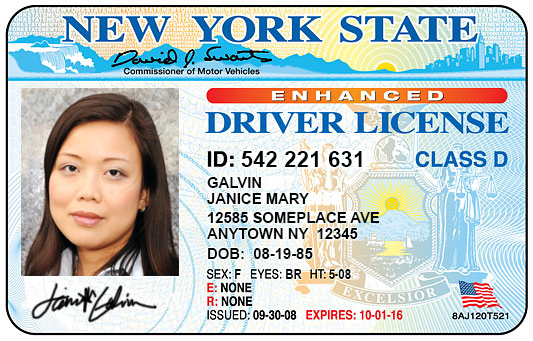 NEW YORK STATE
David J. Swarts
Commissioner of Motor Vehicles
ENHANCED
DRIVER LICENSE
ID: 542 221 631 CLASS D
GALVIN
JANICE MARY
12585 SOMEPLACE AVE
ANYTOWN NY 12345
DOB: 08-19-85
SEX: F EYES: BR HT: 5-08
E: NONE
R: NONE
ISSUED: 09-30-08 EXPIRES: 10-01-16
EXCELSIOR
8AJ120T521